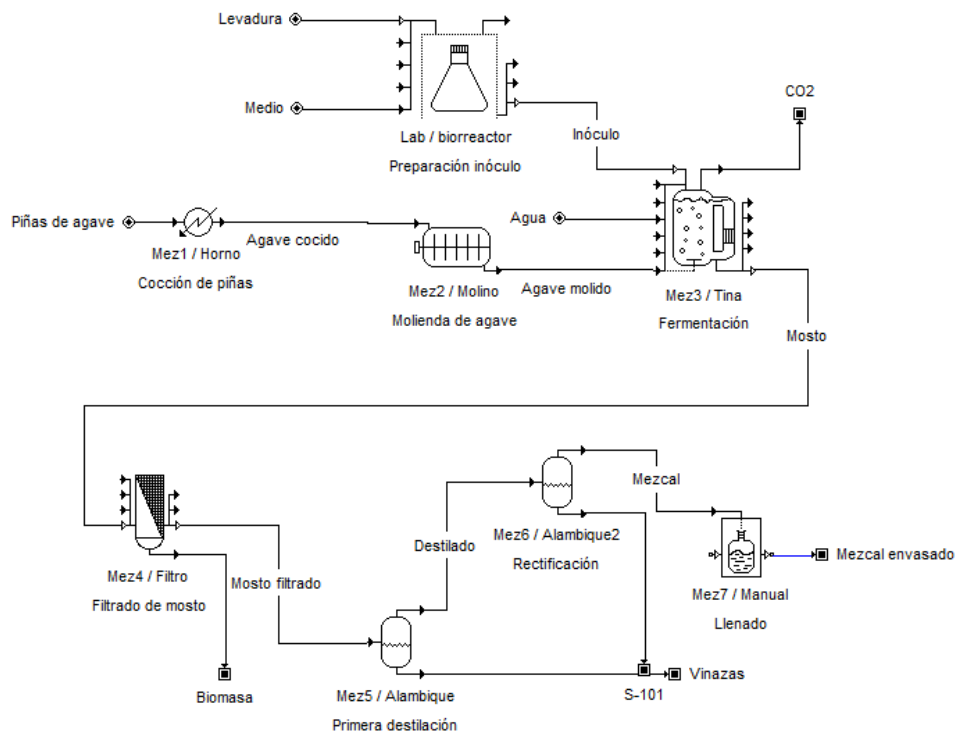 Levadura
Medio
Lab / biorreactor
Preparación inóculo
Inóculo
CO2
Piñas de agave
Mez1 / Horno
Cocción de piñas
Agave cocido
Mez2 / Molino
Molienda de agave
Agua
Agave molido
Mez3 / Tina
Fermentación
Mosto
Mez4 / Filtro
Filtrado de mosto
Biomasa
Mosto filtrado
Mez5 / Alambique
Primera destilación
Destilado
Mez6 / Alambique2
Rectificación
Mezcal
Mez7 / Manual
Llenado
Mezcal envasado
S-101
Vinazas